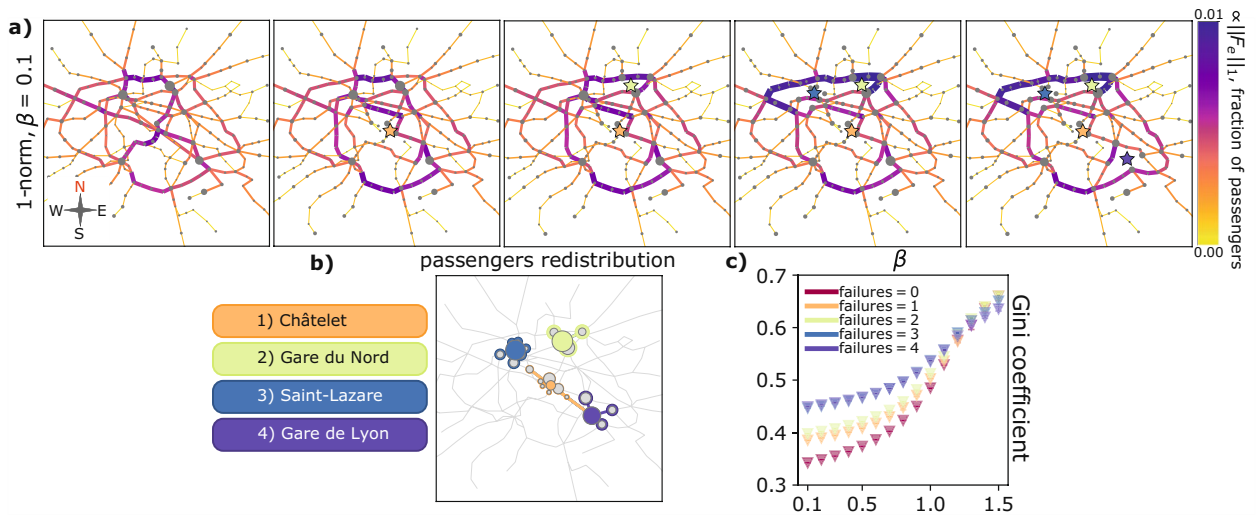 a)
1-norm, β = 0.1
N
W E
S
0.01
0.00
∝ ||F_e||_1, fraction of passengers
b)
passengers redistribution
1) Châtelet
2) Gare du Nord
3) Saint-Lazare
4) Gare de Lyon
c)
β
failures = 0
failures = 1
failures = 2
failures = 3
failures = 4
0.7
0.6
0.5
0.4
0.3
0.1 0.5 1.0 1.5
Gini coefficient